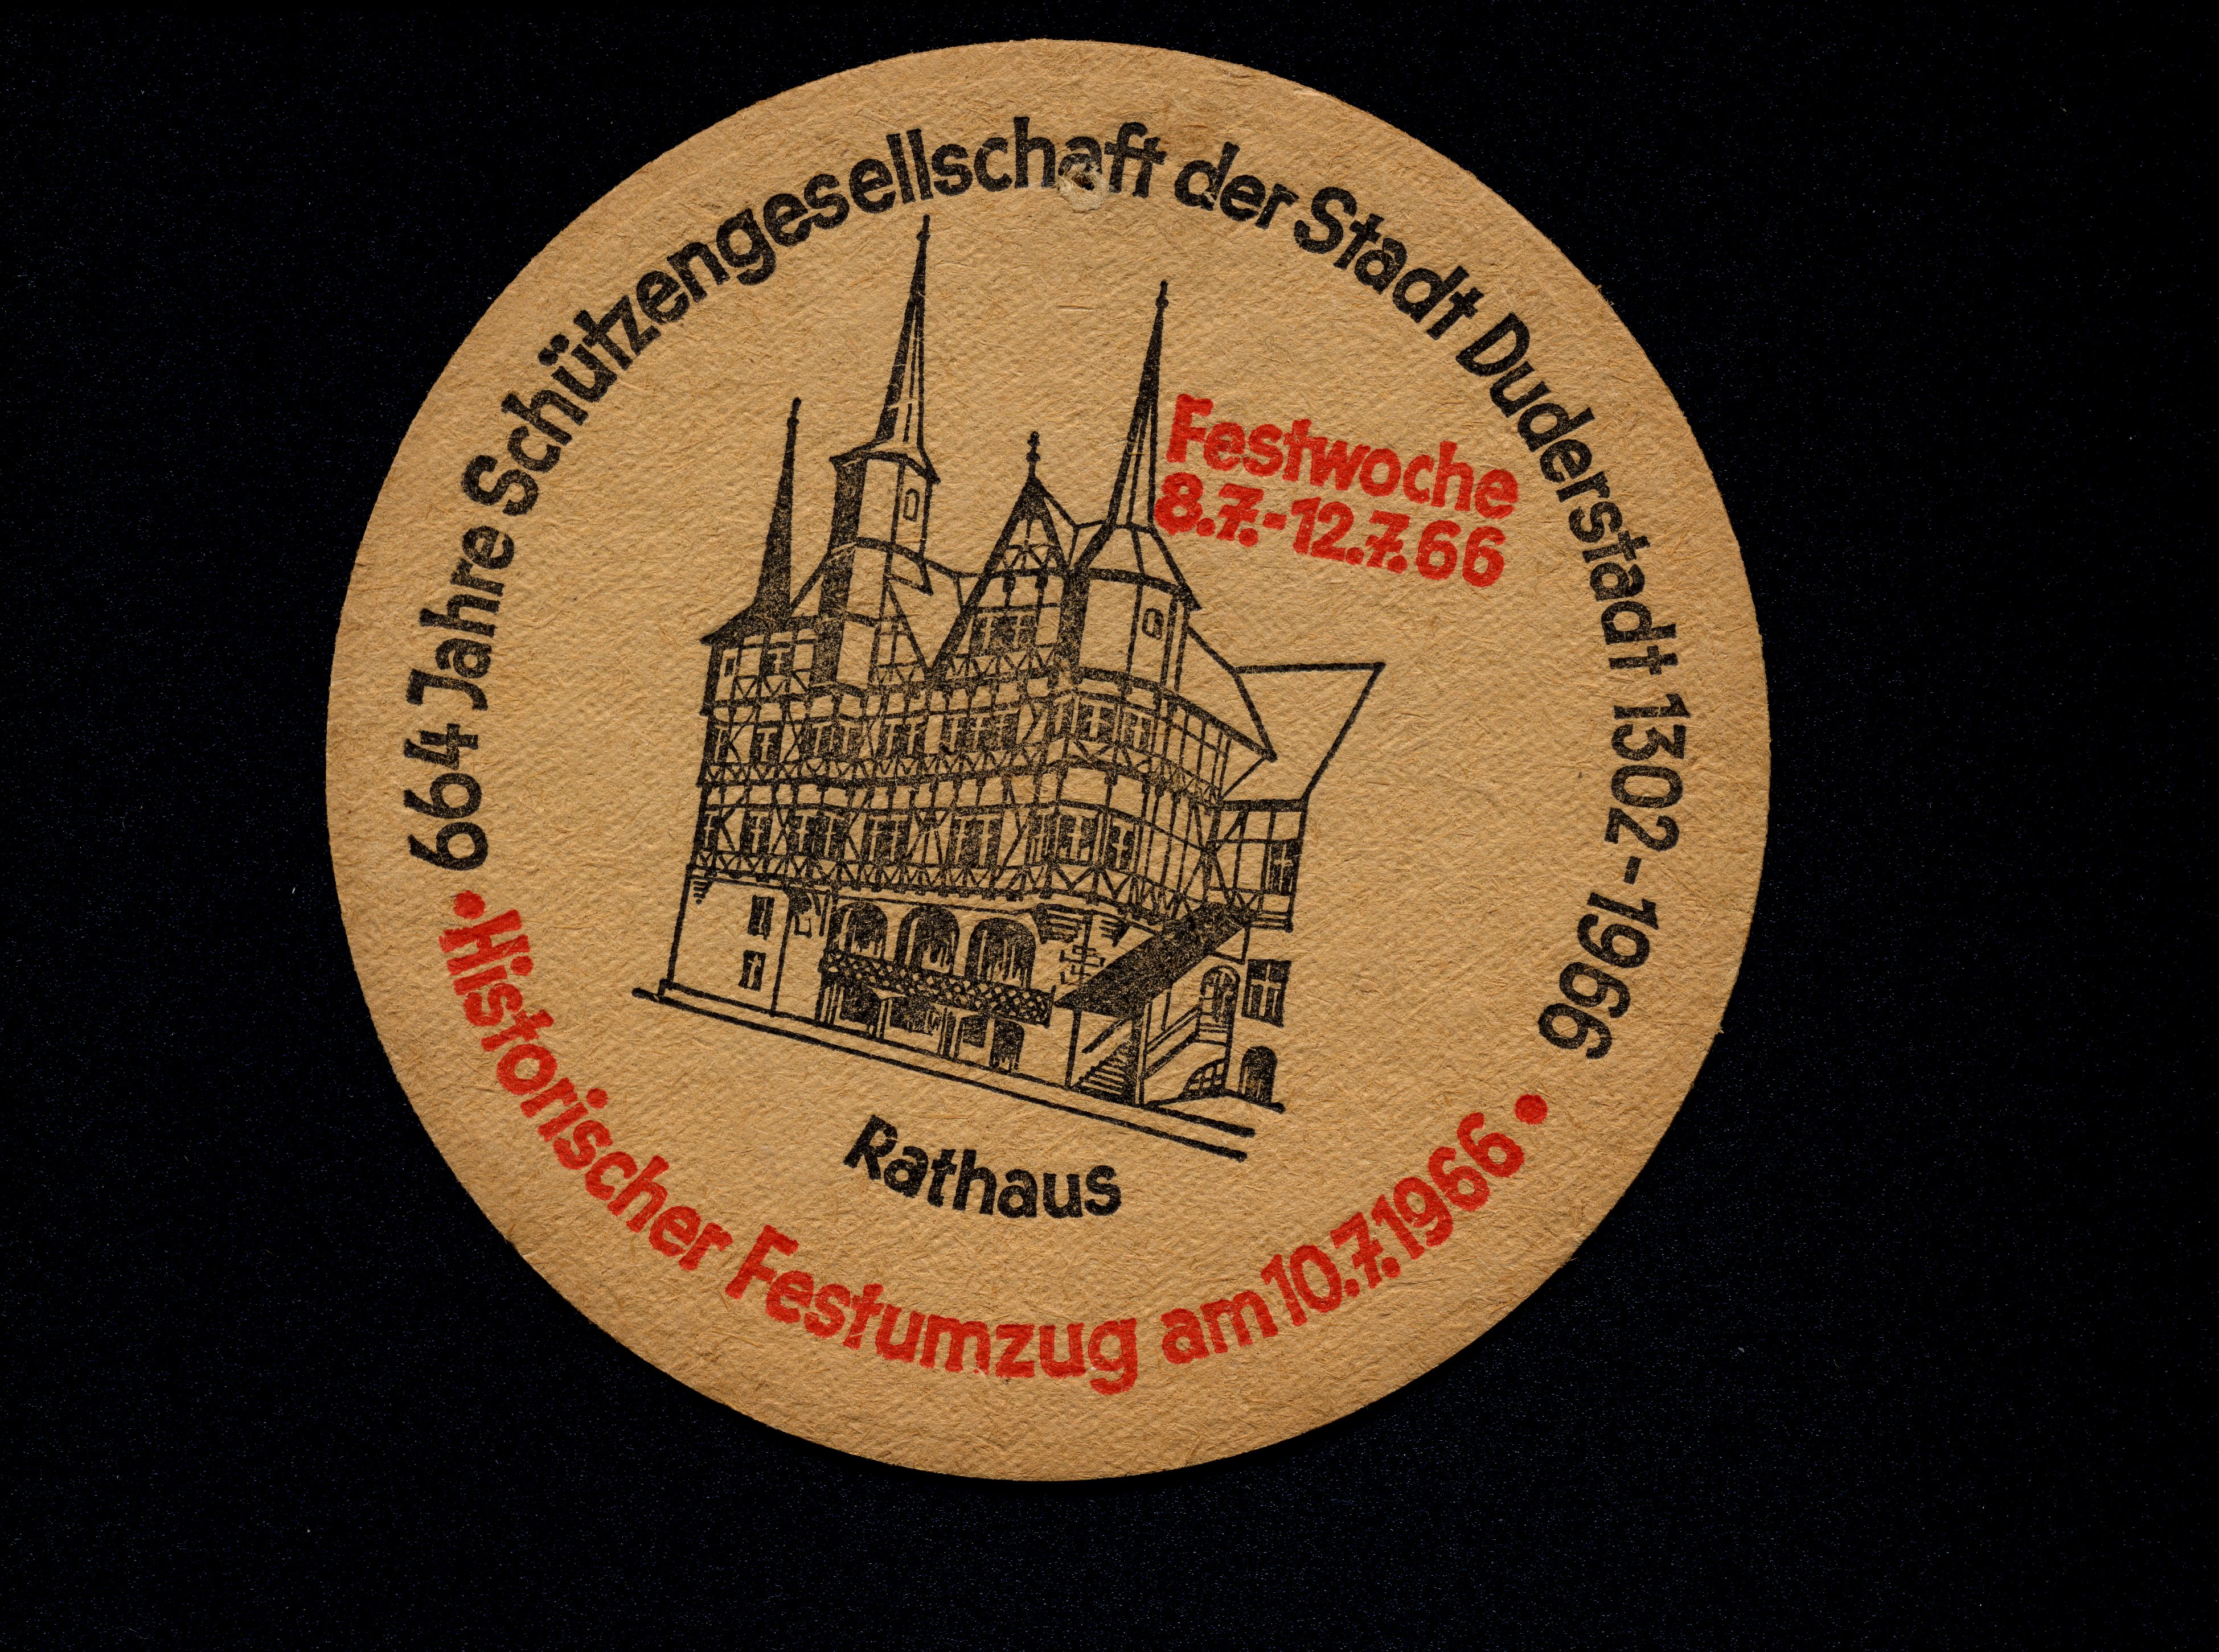 664 Jahre Schützengesellschaft der Stadt Duderstadt 1302-1966
Festwoche
8.7.-12.7.66
Rathaus
•Historischer Festumzug am 10.7.1966•